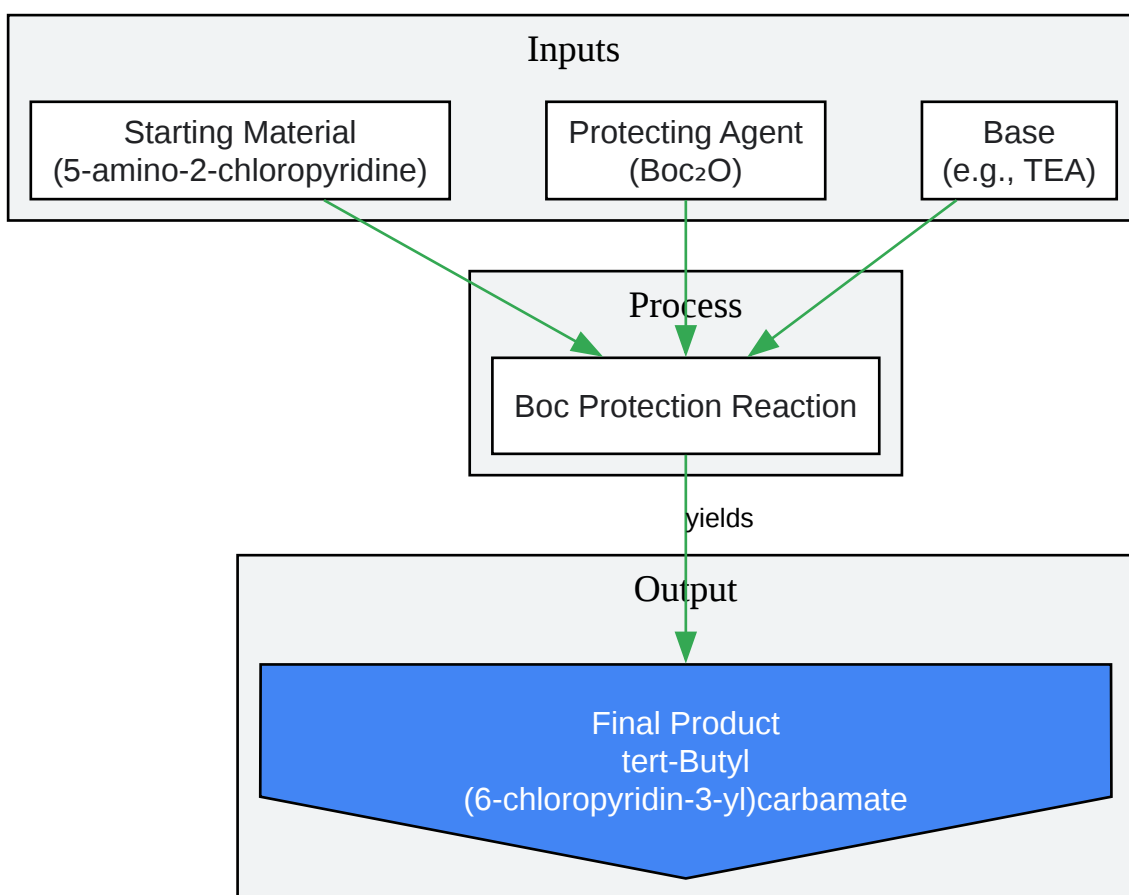 Inputs
Starting Material
(5-amino-2-chloropyridine)
Protecting Agent
(Boc₂O)
Base
(e.g., TEA)
Process
Boc Protection Reaction
yields
Output
Final Product
tert-Butyl
(6-chloropyridin-3-yl)carbamate